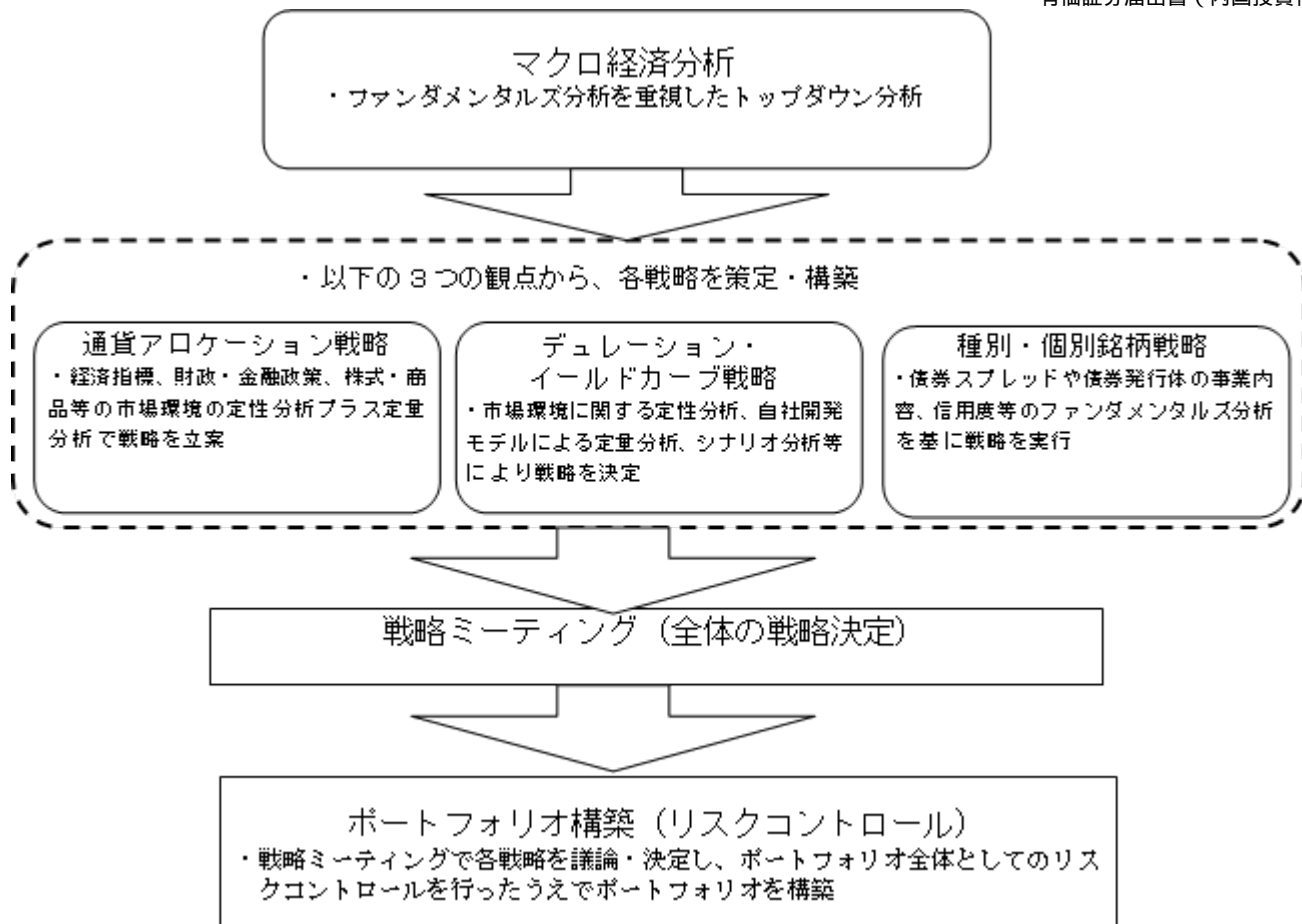 マクロ経済分析
・ファンダメンタルズ分析を重視したトップダウン分析
・以下の3つの観点から、各戦略を策定・構築
通貨アロケーション戦略
・経済指標、財政・金融政策、株式・商
品等の市場環境の定性分析プラス定量
分析で戦略を立案
デュレーション・
イールドカーブ戦略
・市場環境に関する定性分析、自社開発
モデルによる定量分析、シナリオ分析等
により戦略を決定
種別・個別銘柄戦略
・債券スプレッドや債券発行体の事業内
容、信用度等のファンダメンタルズ分析
を基に戦略を実行
戦略ミーティング（全体の戦略決定）
ポートフォリオ構築（リスクコントロール）
・戦略ミーティングで各戦略を議論・決定し、ポートフォリオ全体としてのリス
クコントロールを行ったうえでポートフォリオを構築